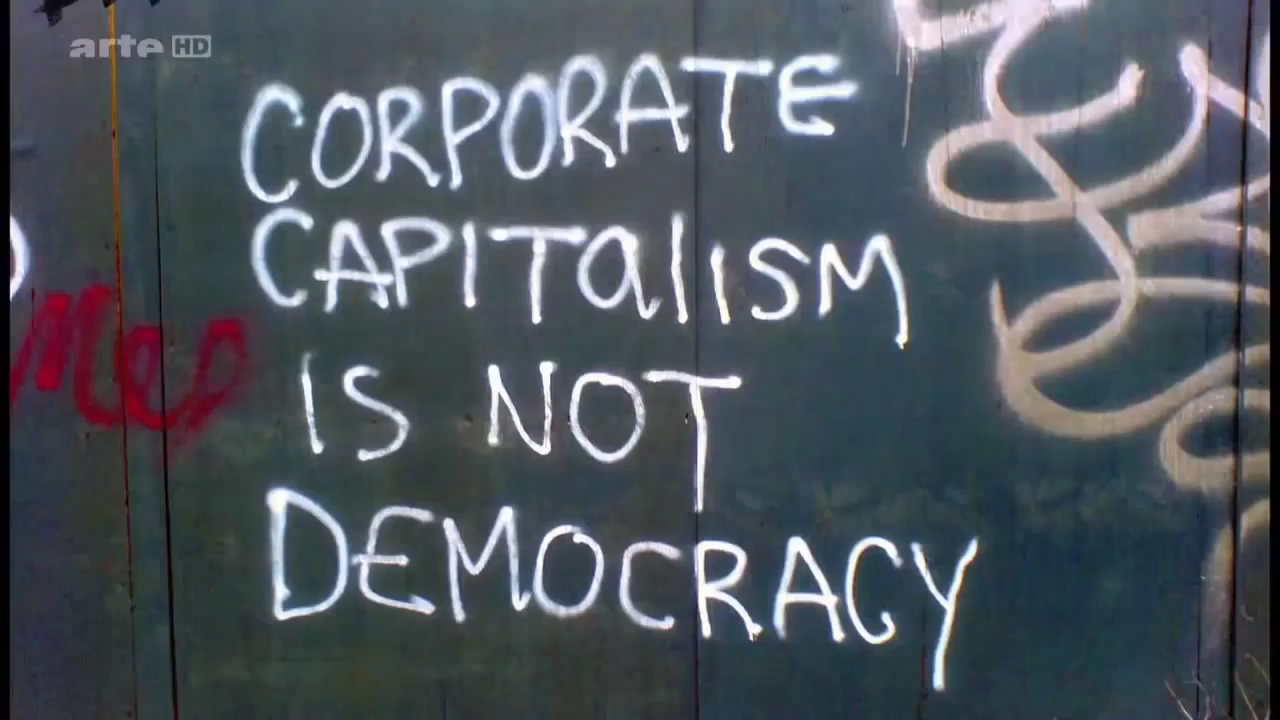 arte HD
CORPORATE
CAPITalISM
IS NOT
DEMOCRACY